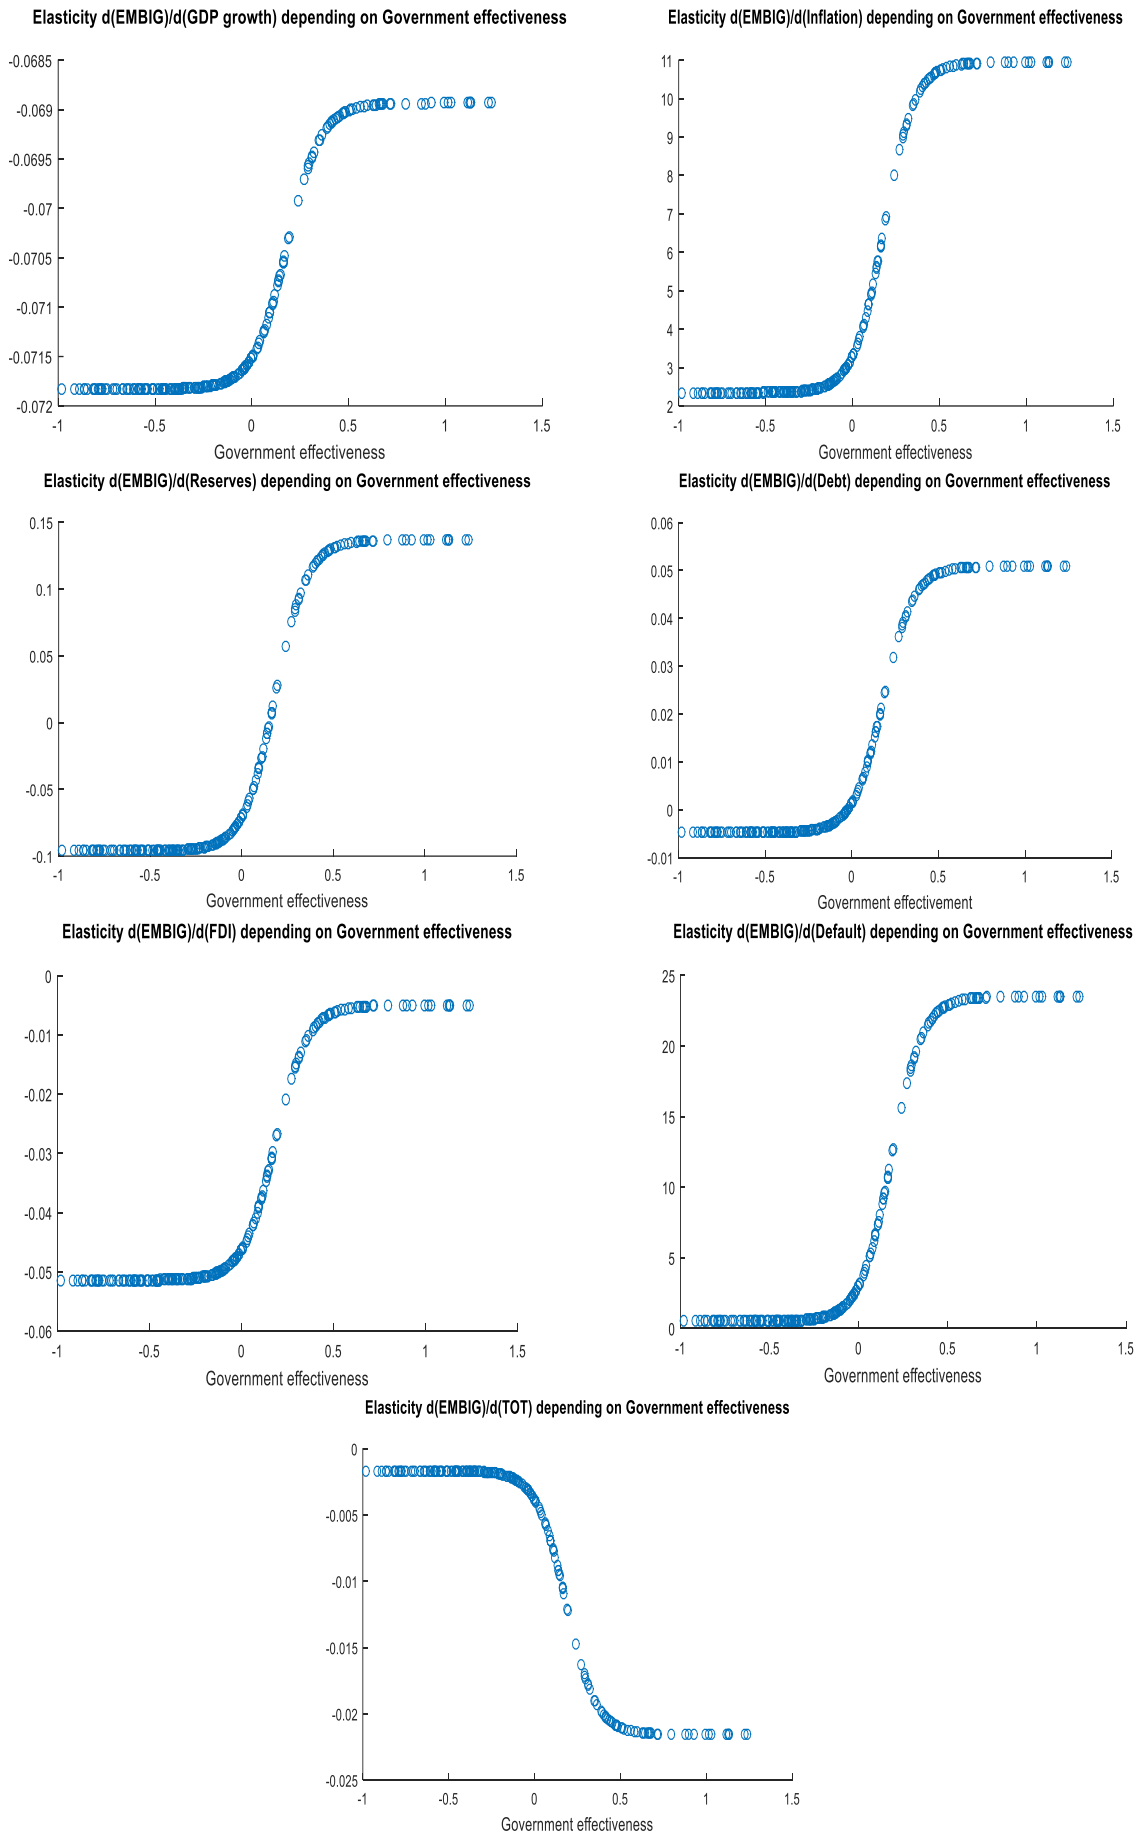 Elasticity d(EMBIG)/d(GDP growth) depending on Government effectiveness
-0.0685
-0.069
-0.0695
-0.07
-0.0705
-0.071
-0.0715
-0.072
-1 -0.5 0 0.5 1 1.5
Government effectiveness
Elasticity d(EMBIG)/d(Inflation) depending on Government effectiveness
11
10
9
8
7
6
5
4
3
2
-1 -0.5 0 0.5 1 1.5
Government effectiveness
Elasticity d(EMBIG)/d(Reserves) depending on Government effectiveness
0.15
0.1
0.05
0
-0.05
-0.1
-1 -0.5 0 0.5 1 1.5
Government effectiveness
Elasticity d(EMBIG)/d(Debt) depending on Government effectiveness
0.06
0.05
0.04
0.03
0.02
0.01
0
-0.01
-1 -0.5 0 0.5 1 1.5
Government effectivement
Elasticity d(EMBIG)/d(FDI) depending on Government effectiveness
0
-0.01
-0.02
-0.03
-0.04
-0.05
-0.06
-1 -0.5 0 0.5 1 1.5
Government effectiveness
Elasticity d(EMBIG)/d(Default) depending on Government effectiveness
25
20
15
10
5
0
-1 -0.5 0 0.5 1 1.5
Government effectiveness
Elasticity d(EMBIG)/d(TOT) depending on Government effectiveness
0
-0.005
-0.01
-0.015
-0.02
-0.025
-1 -0.5 0 0.5 1 1.5
Government effectiveness